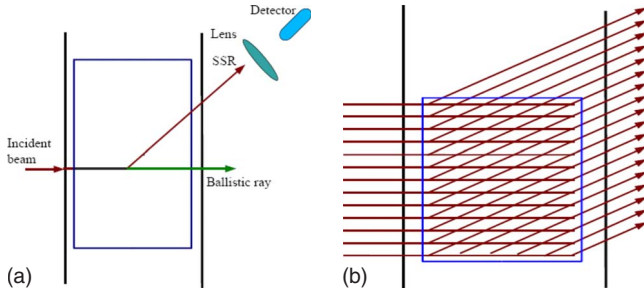 Detector
Lens
SSR
Incident
beam
Ballistic ray
(a)
(b)